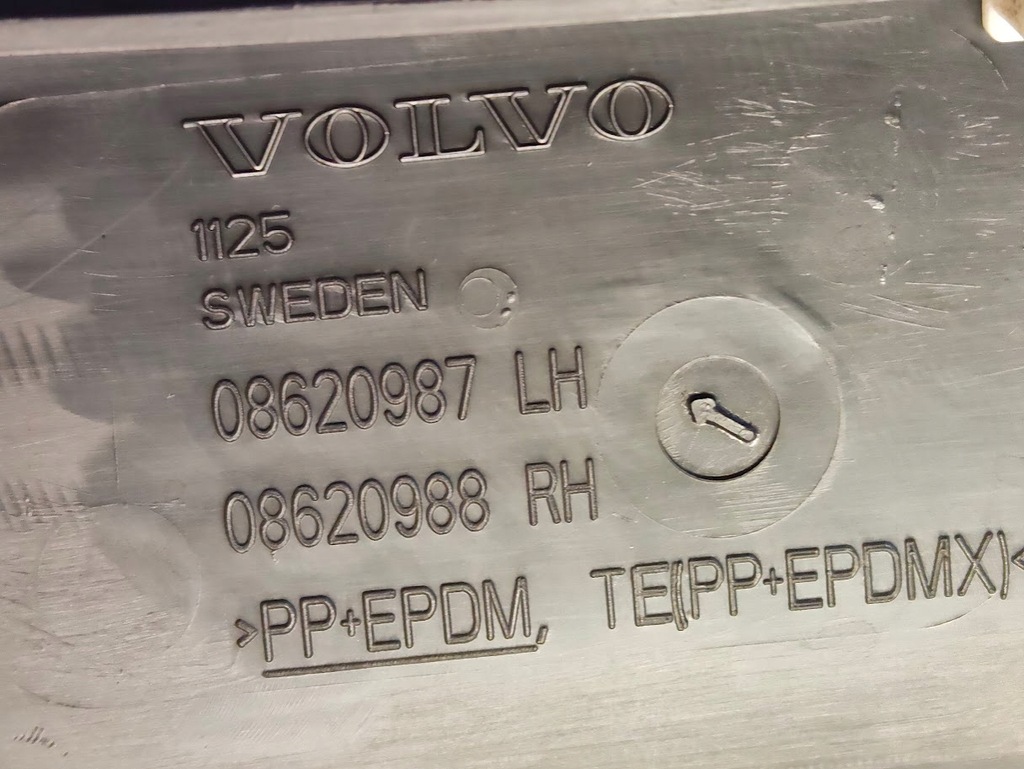 VOLVO
1125
SWEDEN
08620987 LH
08620988 RH
>PP+EPDM, TE(PP+EPDMX)<